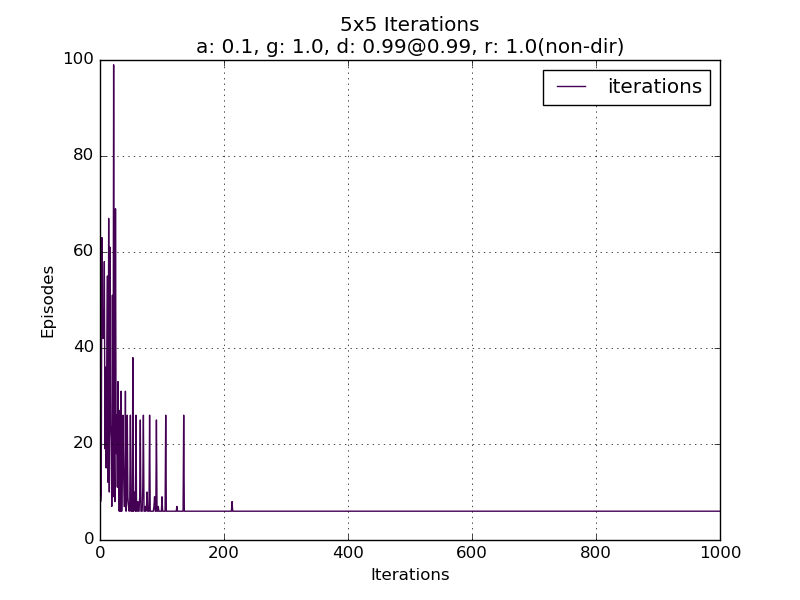 5x5 Iterations
a: 0.1, g: 1.0, d: 0.99@0.99, r: 1.0(non-dir)
iterations
100
80
60
40
20
0
Episodes
0 200 400 600 800 1000
Iterations